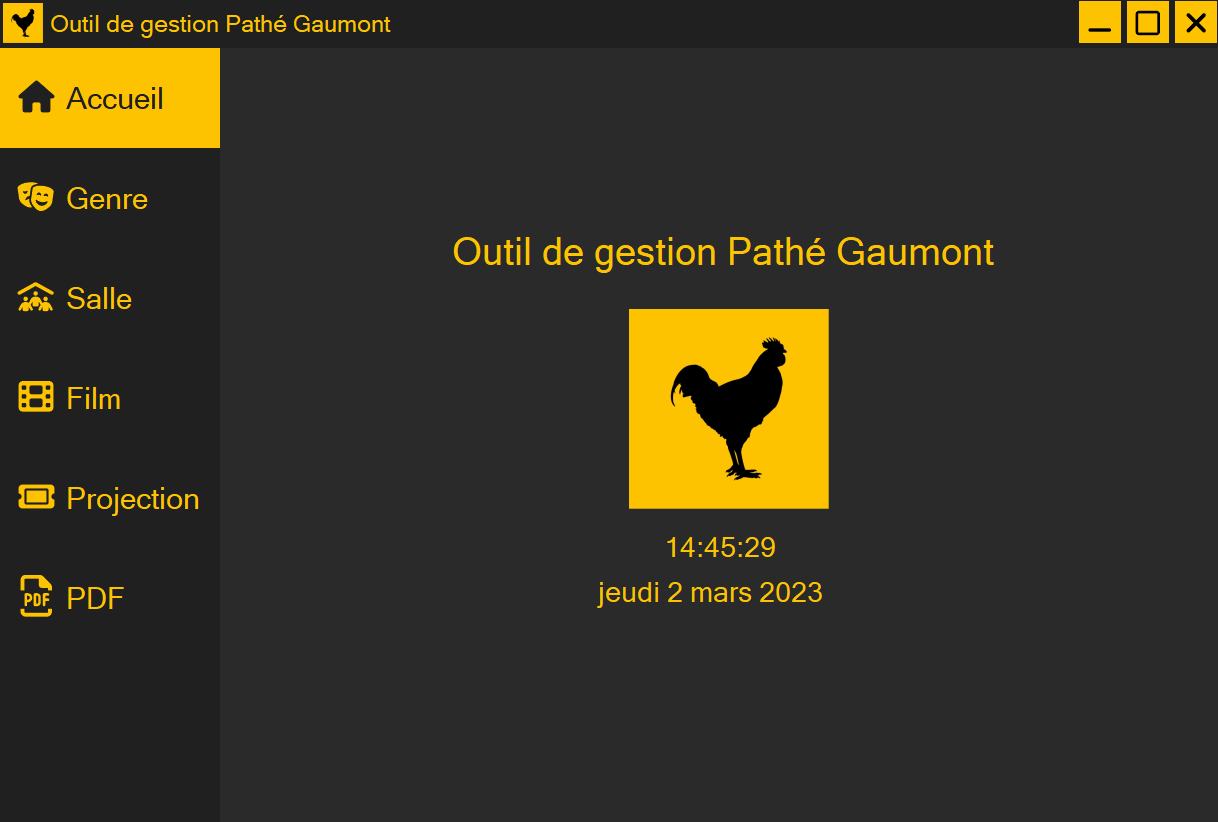 Outil de gestion Pathé Gaumont
Accueil
Genre
Salle
Film
Projection
PDF
PDF
Outil de gestion Pathé Gaumont
14:45:29
jeudi 2 mars 2023